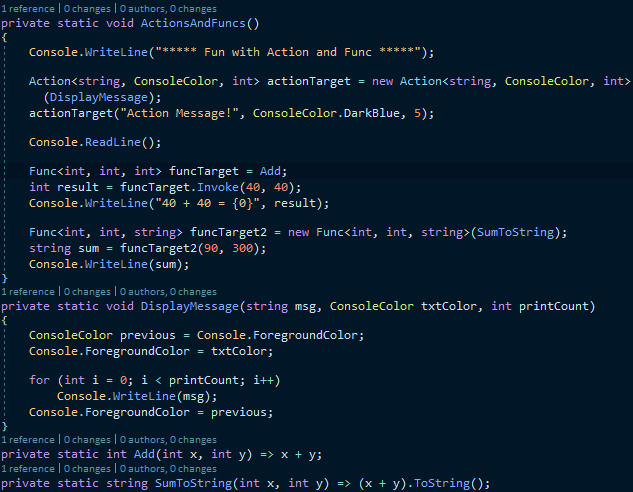 1 reference | 0 changes | 0 authors, 0 changes
private static void ActionsAndFuncs()
{
Console.WriteLine("***** Fun with Action and Func *****");
Action<string, ConsoleColor, int> actionTarget = new Action<string, ConsoleColor, int>
(DisplayMessage);
actionTarget("Action Message!", ConsoleColor.DarkBlue, 5);
Console.ReadLine();
Func<int, int, int> funcTarget = Add;
int result = funcTarget.Invoke(40, 40);
Console.WriteLine("40 + 40 = {0}", result);
Func<int, int, string> funcTarget2 = new Func<int, int, string>(SumToString);
string sum = funcTarget2(90, 300);
Console.WriteLine(sum);
}
1 reference | 0 changes | 0 authors, 0 changes
private static void DisplayMessage(string msg, ConsoleColor txtColor, int printCount)
{
ConsoleColor previous = Console.ForegroundColor;
Console.ForegroundColor = txtColor;
for (int i = 0; i < printCount; i++)
Console.WriteLine(msg);
Console.ForegroundColor = previous;
}
1 reference | 0 changes | 0 authors, 0 changes
private static int Add(int x, int y) => x + y;
1 reference | 0 changes | 0 authors, 0 changes
private static string SumToString(int x, int y) => (x + y).ToString();